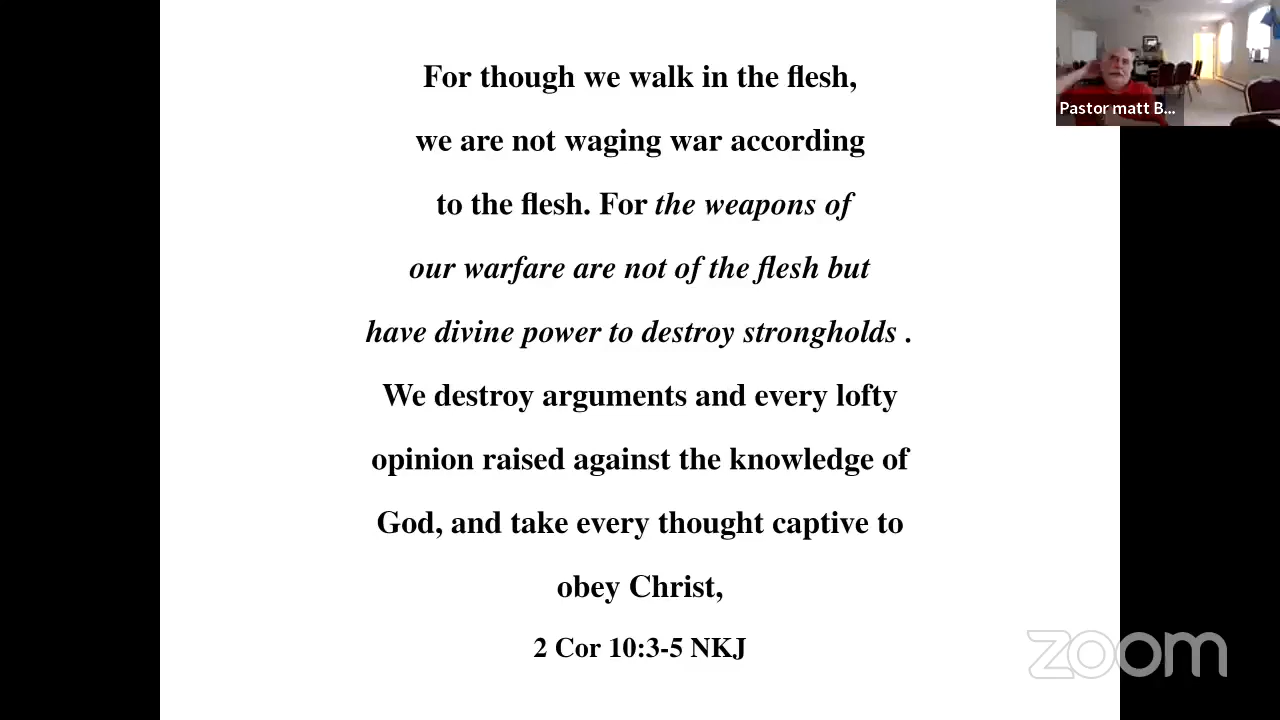 For though we walk in the flesh,
we are not waging war according
to the flesh. For the weapons of
our warfare are not of the flesh but
have divine power to destroy strongholds .
We destroy arguments and every lofty
opinion raised against the knowledge of
God, and take every thought captive to
obey Christ,
2 Cor 10:3-5 NKJ
Pastor matt B...
zoom